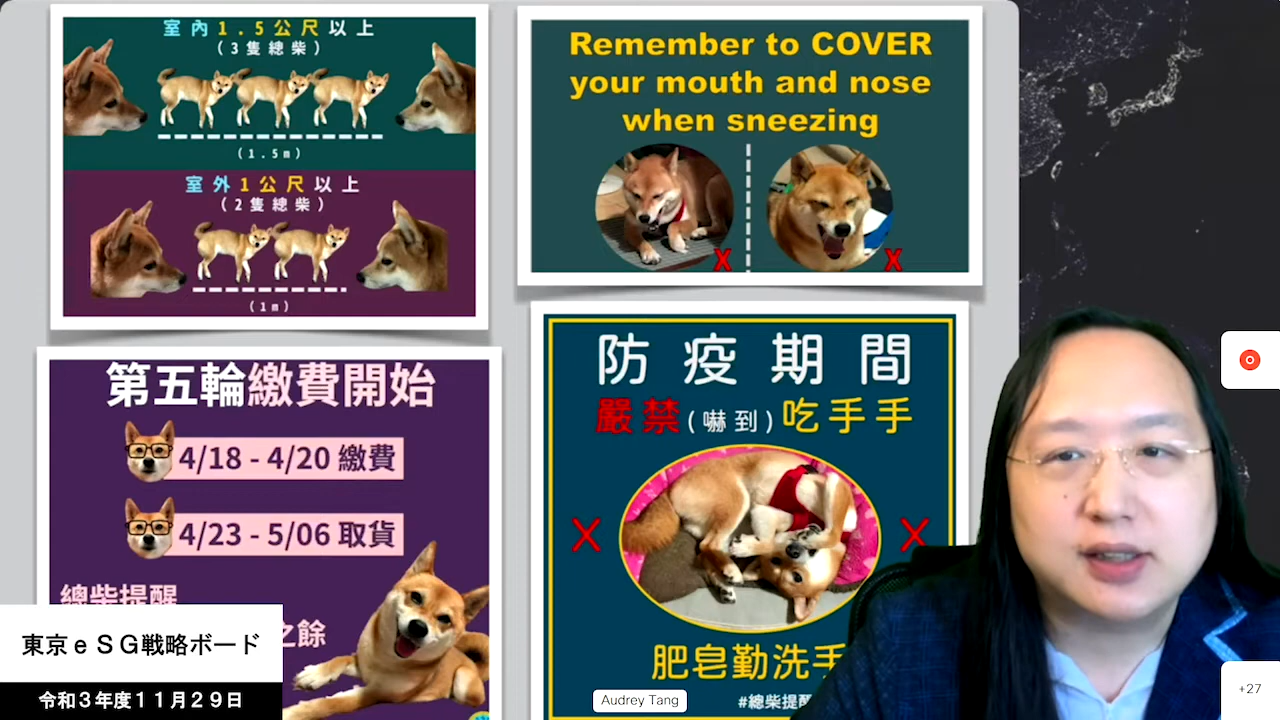 室內1.5公尺以上
(3隻總柴)
(1.5m)
室外1公尺以上
(2隻總柴)
(1m)
Remember to COVER
your mouth and nose
when sneezing
X
X
第五輪繳費開始
4/18 - 4/20 繳費
4/23 - 5/06 取貨
總柴提醒
之餘
防疫期間
嚴禁(嚇到)吃手手
X
X
肥皂勤洗手
#總柴提醒
Audrey Tang
東京eSG戦略ボード
令和3年度11月29日
+27